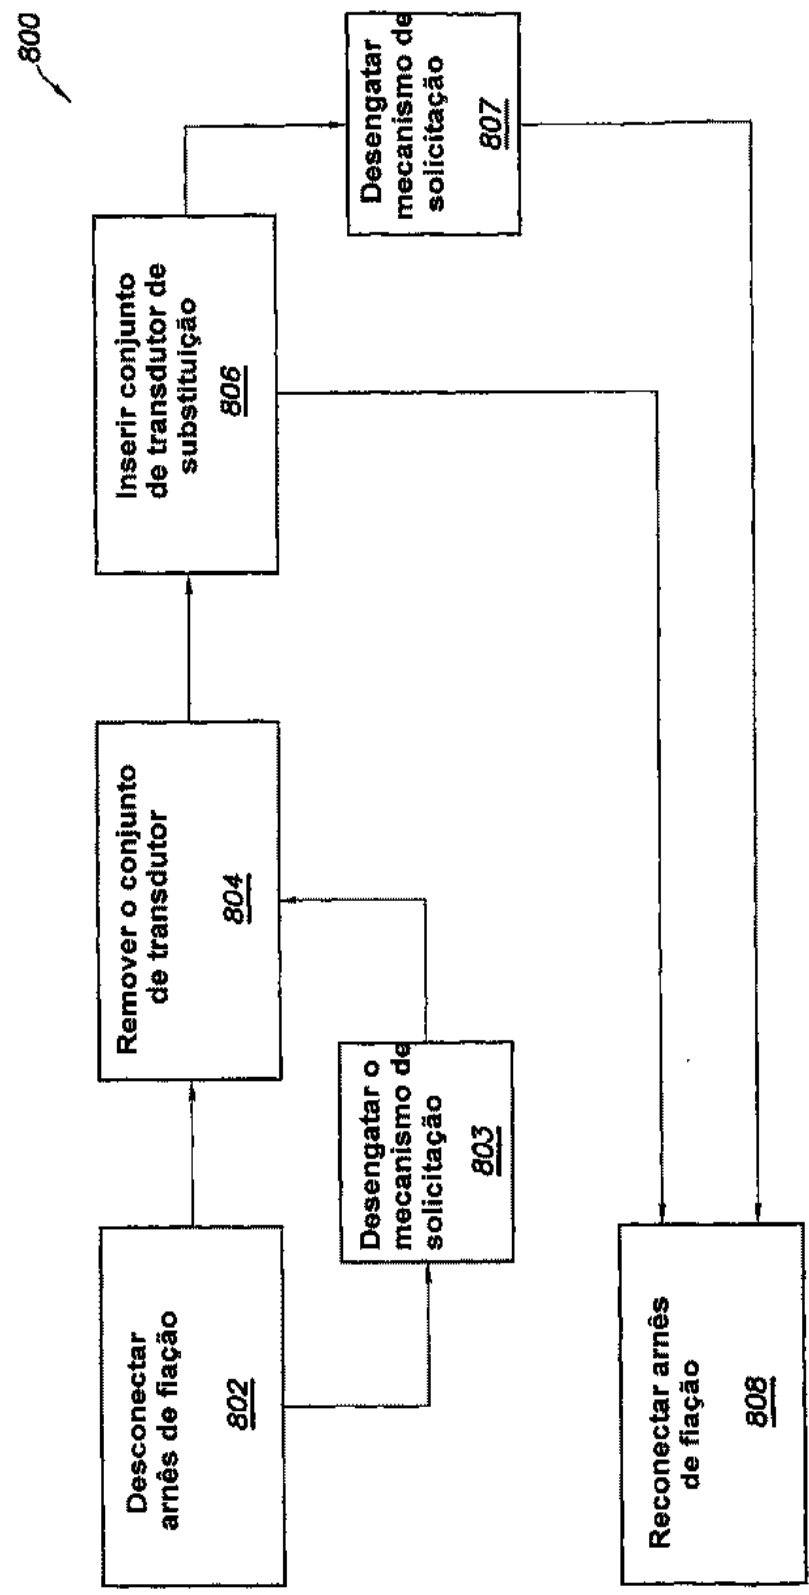 800
Desconectar
arnês de fiação
802
Desengatar o
mecanismo de
solicitação
803
Remover o conjunto
de transdutor
804
Inserir conjunto
de transdutor de
substituição
806
Desengatar
mecanismo de
solicitação
807
Reconectar arnês
de fiação
808